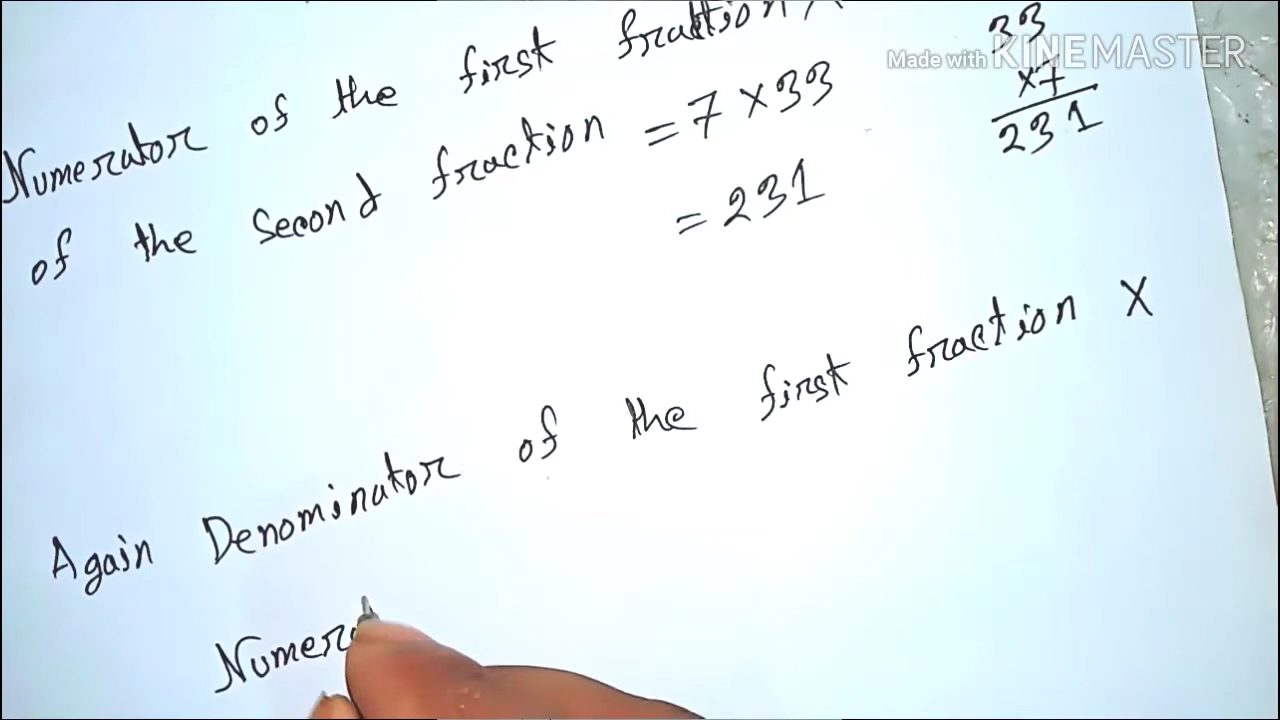 Numerator of the first fraction X
of the second fraction = 7 X 33
= 231
33
X7
231
Again Denominator of the first fraction X
Numer
Made with KINEMASTER